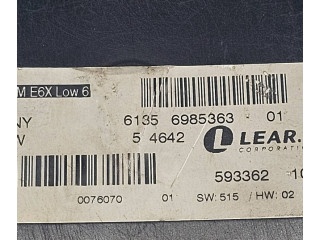 M E6X Low 6
NY 6135 6985363 01
W 5 4642 LEAR.
CORPORATION
593362 10
0076070 01 SW: 515 / HW: 02